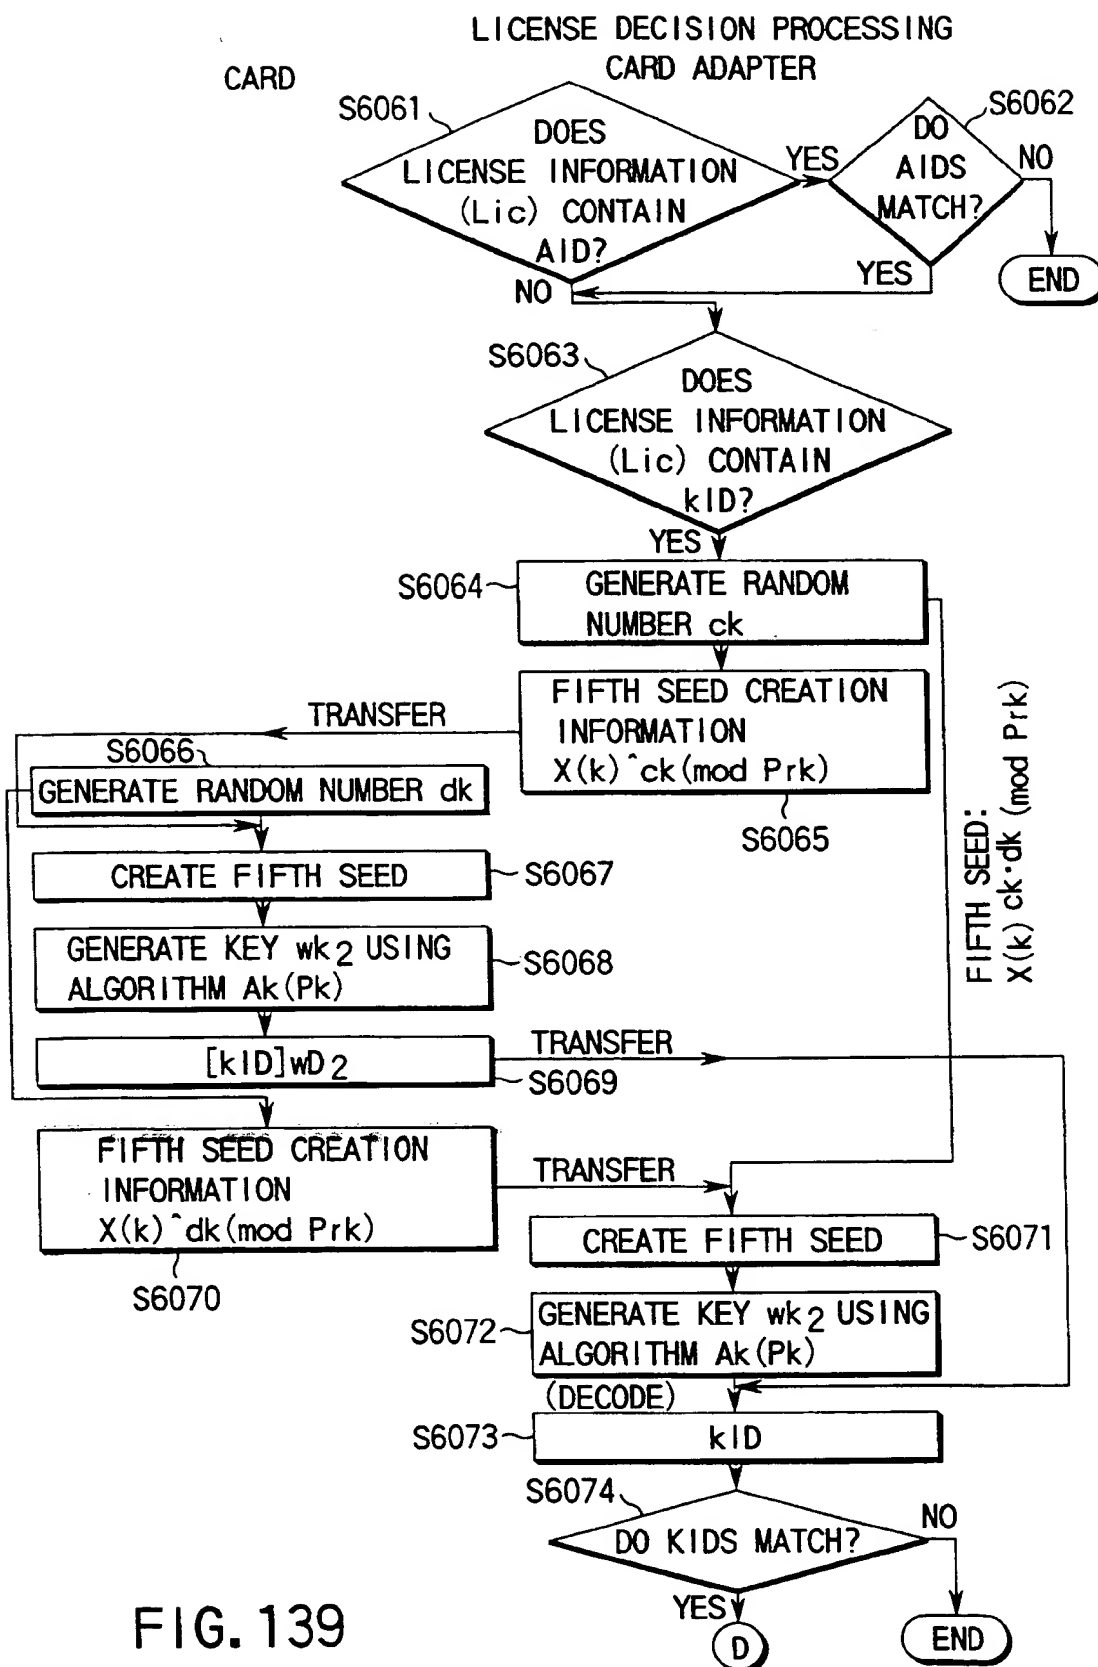 LICENSE DECISION PROCESSING
CARD ADAPTER
CARD
S6061
DOES
LICENSE INFORMATION
(Lic) CONTAIN
AID?
YES
S6062
DO
AIDS
MATCH?
NO
END
YES
NO
S6063
DOES
LICENSE INFORMATION
(Lic) CONTAIN
kID?
YES
S6064
GENERATE RANDOM
NUMBER ck
FIFTH SEED CREATION
INFORMATION
X(k)^ck(mod Prk)
S6065
TRANSFER
S6066
GENERATE RANDOM NUMBER dk
FIFTH SEED:
X(k) ck·dk (mod Prk)
CREATE FIFTH SEED
S6067
GENERATE KEY wk2 USING
ALGORITHM Ak(Pk)
S6068
[kID]wD2
S6069
TRANSFER
FIFTH SEED CREATION
INFORMATION
X(k)^dk(mod Prk)
S6070
TRANSFER
CREATE FIFTH SEED
S6071
S6072
GENERATE KEY wk2 USING
ALGORITHM Ak(Pk)
(DECODE)
S6073
kID
S6074
DO KIDS MATCH?
NO
YES
D
END
FIG. 139